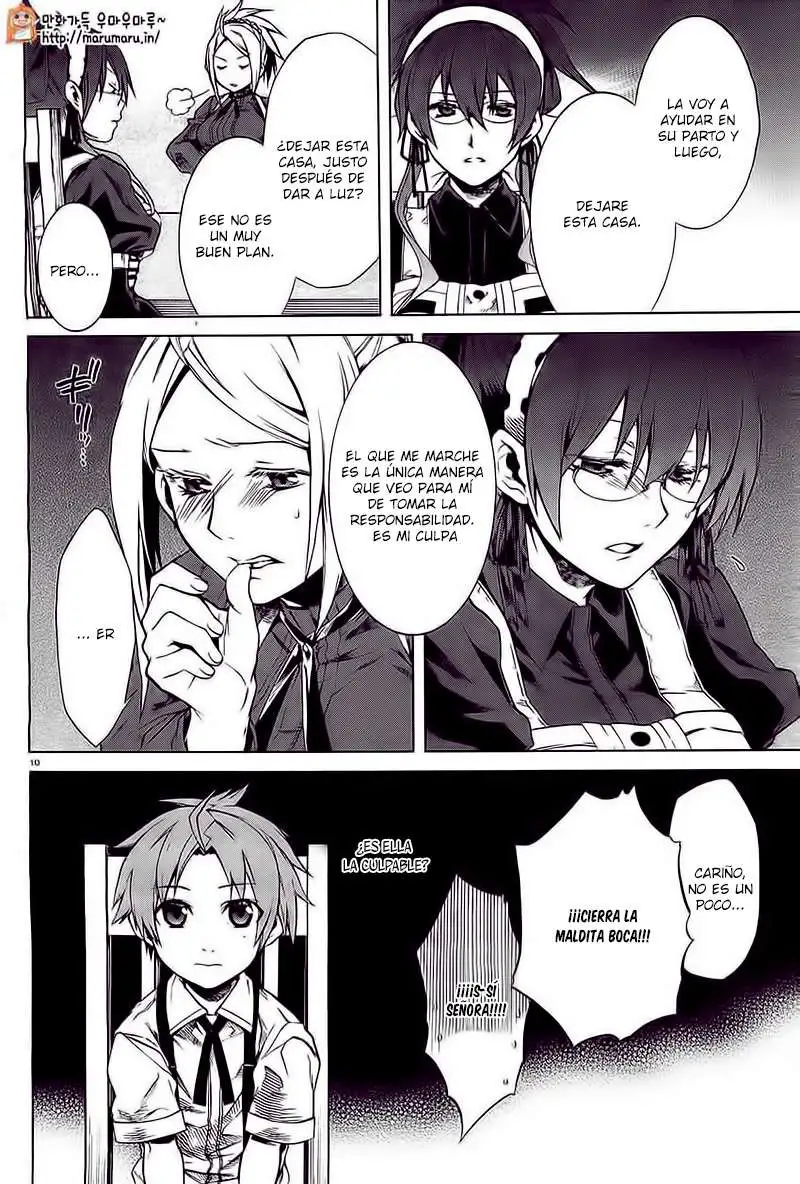 만화가득 우마우마루~
http://marumaru.in/
LA VOY A
AYUDAR EN
SU PARTO Y
LUEGO,
DEJARE
ESTA CASA.
¿DEJAR ESTA
CASA, JUSTO
DESPUÉS DE
DAR A LUZ?
ESE NO ES
UN MUY
BUEN PLAN.
PERO...
EL QUE ME MARCHE
ES LA ÚNICA MANERA
QUE VEO PARA MÍ
DE TOMAR LA
RESPONSABILIDAD.
ES MI CULPA
ギリッ
... ER
10
CARIÑO,
NO ES UN
POCO...
¡¡¡CIERRA LA
MALDITA BOCA!!!
¡¡¡¡S-SÍ
SEÑORA!!!!
¿ES ELLA
LA CULPABLE?